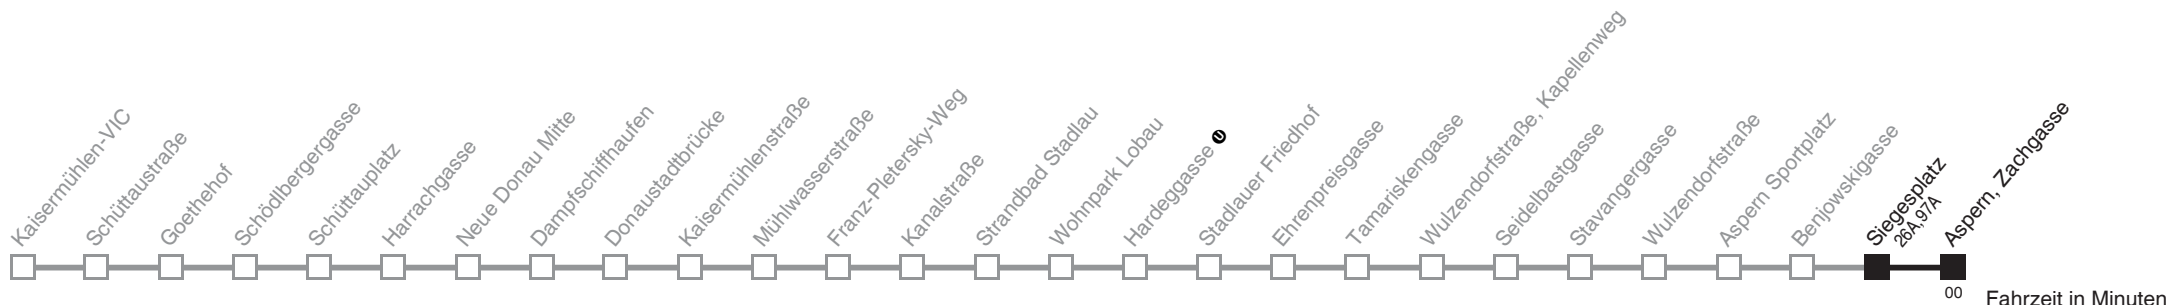 Kaisermühlen-VIC
Schüttaustraße
Goethehof
Schödlbergergasse
Schüttauplatz
Harrachgasse
Neue Donau Mitte
Dampfschiffhaufen
Donaustadtbrücke
Kaisermühlenstraße
Mühlwasserstraße
Franz-Pletersky-Weg
Kanalstraße
Strandbad Stadlau
Wohnpark Lobau
Hardeggasse U
Stadlauer Friedhof
Ehrenpreisgasse
Tamariskengasse
Wulzendorfstraße, Kapellenweg
Seidelbastgasse
Stavangergasse
Wulzendorfstraße
Aspern Sportplatz
Benjowskigasse
Siegesplatz
26A,97A
Aspern, Zachgasse
00
Fahrzeit in Minuten